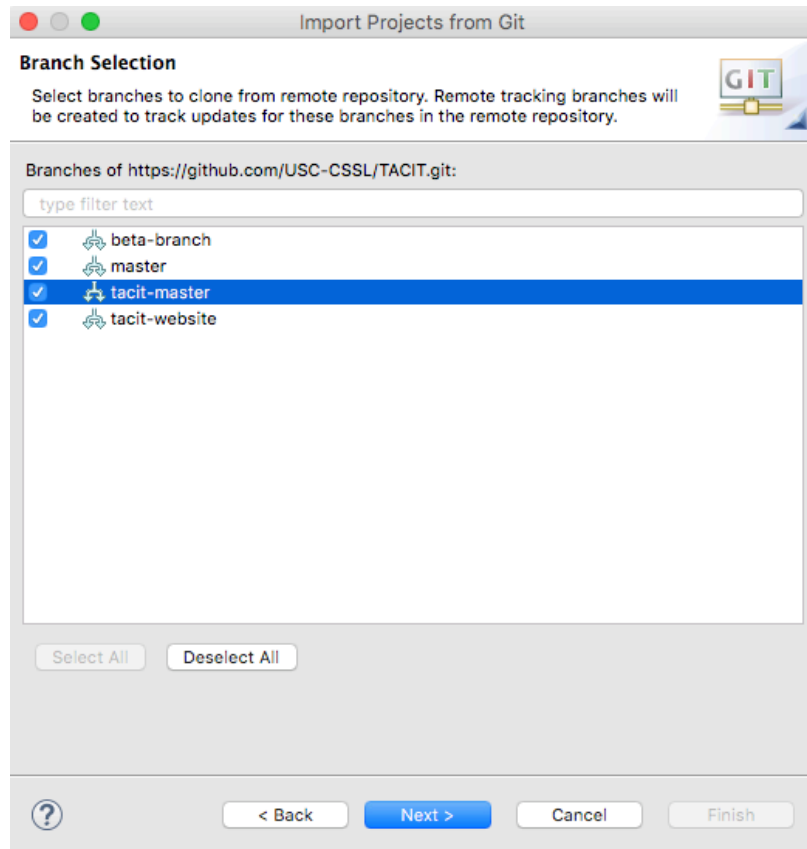 Import Projects from Git
Branch Selection
Select branches to clone from remote repository. Remote tracking branches will
be created to track updates for these branches in the remote repository.
GIT
Branches of https://github.com/USC-CSSL/TACIT.git:
type filter text
beta-branch
master
tacit-master
tacit-website
Select All
Deselect All
?
< Back
Next >
Cancel
Finish